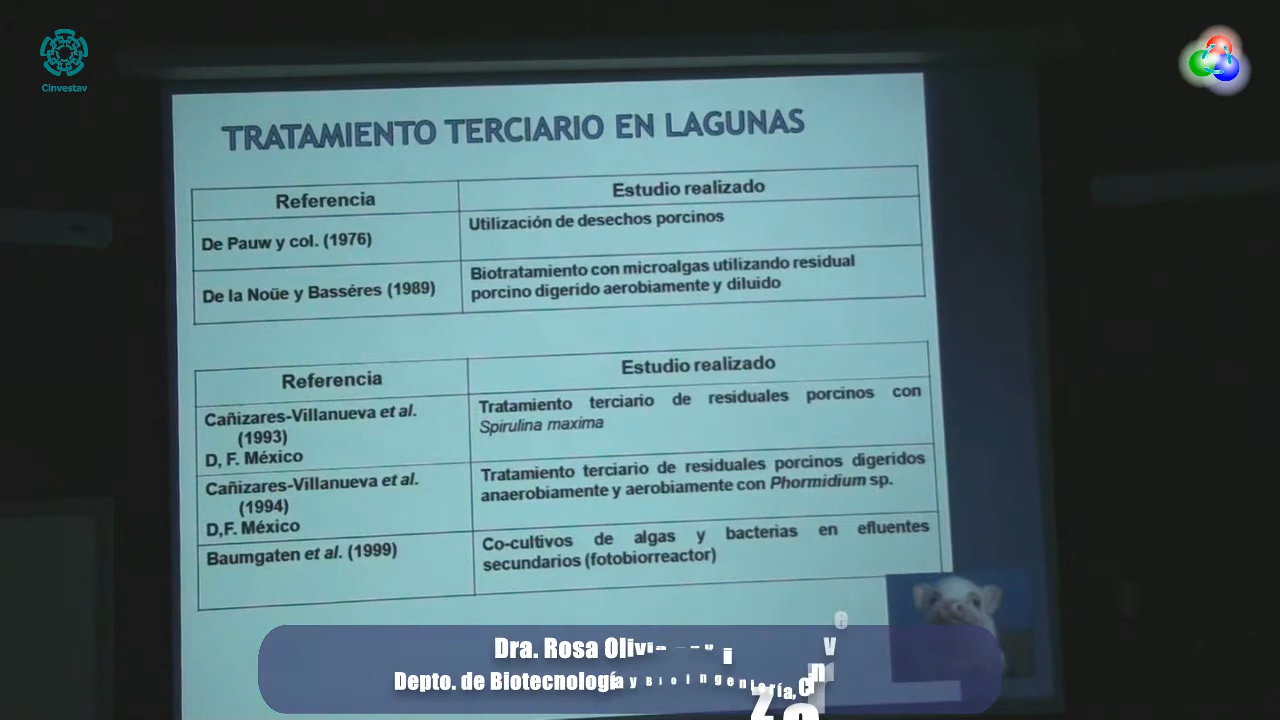 Cinvestav
TRATAMIENTO TERCIARIO EN LAGUNAS
Referencia
Estudio realizado
De Pauw y col. (1976)
Utilización de desechos porcinos
De la Noüe y Basséres (1989)
Biotratamiento con microalgas utilizando residual
porcino digerido aerobiamente y diluido
Referencia
Estudio realizado
Cañizares-Villanueva et al.
(1993)
D, F. México
Tratamiento terciario de residuales porcinos con
Spirulina maxima
Cañizares-Villanueva et al.
(1994)
D,F. México
Tratamiento terciario de residuales porcinos digeridos
anaerobiamente y aerobiamente con Phormidium sp.
Baumgaten et al. (1999)
Co-cultivos de algas y bacterias en efluentes
secundarios (fotobiorreactor)
Dra. Rosa
Depto. de Biotecnología y Bioingeniería,